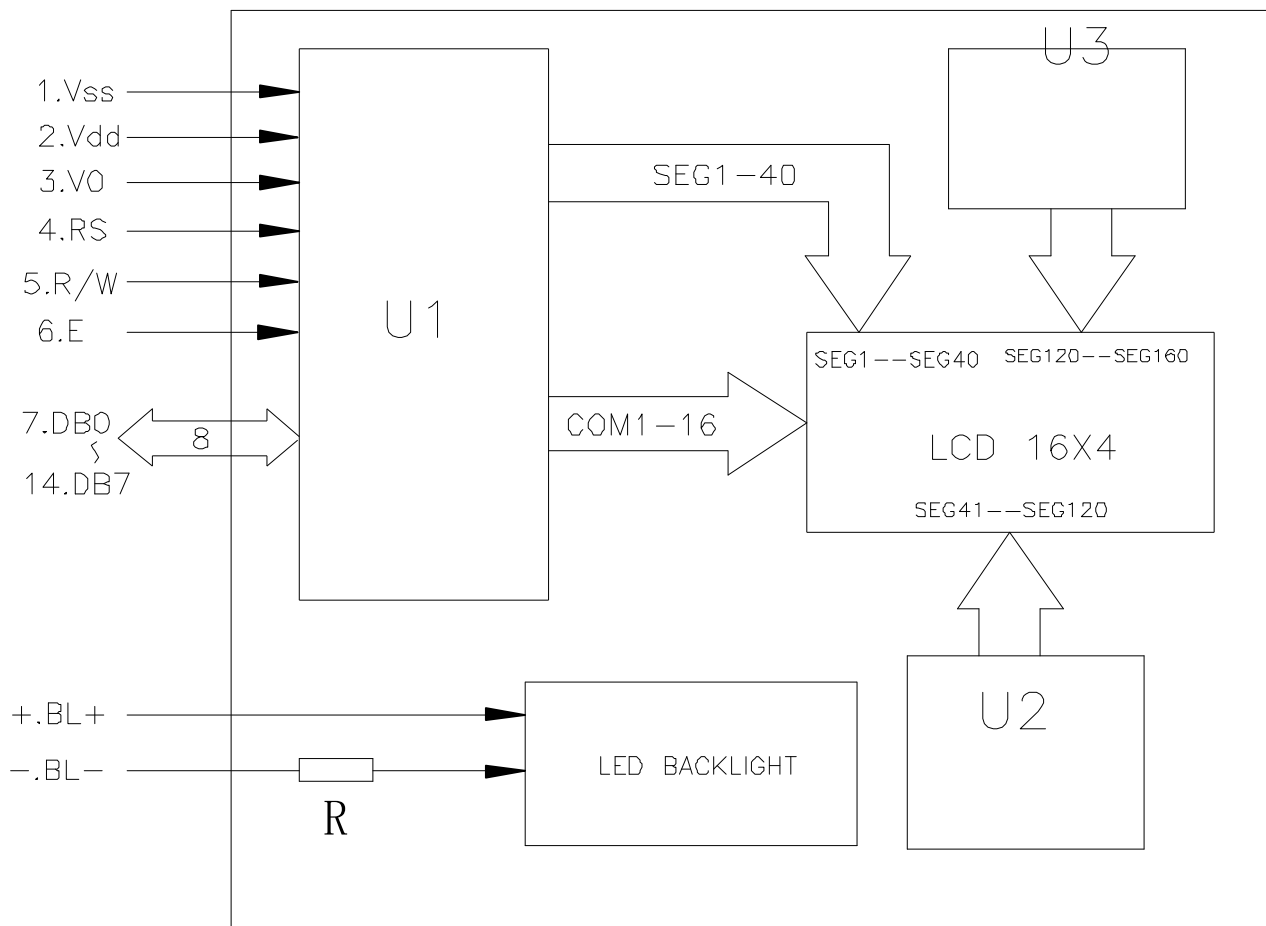 U3
1.Vss
2.Vdd
3.VO
4.RS
5.R/W
6.E
7.DB0
14.DB7
8
U1
SEG1-40
COM1-16
SEG1--SEG40
SEG120--SEG160
LCD 16X4
SEG41--SEG120
+.BL+
-.BL-
R
LED BACKLIGHT
U2